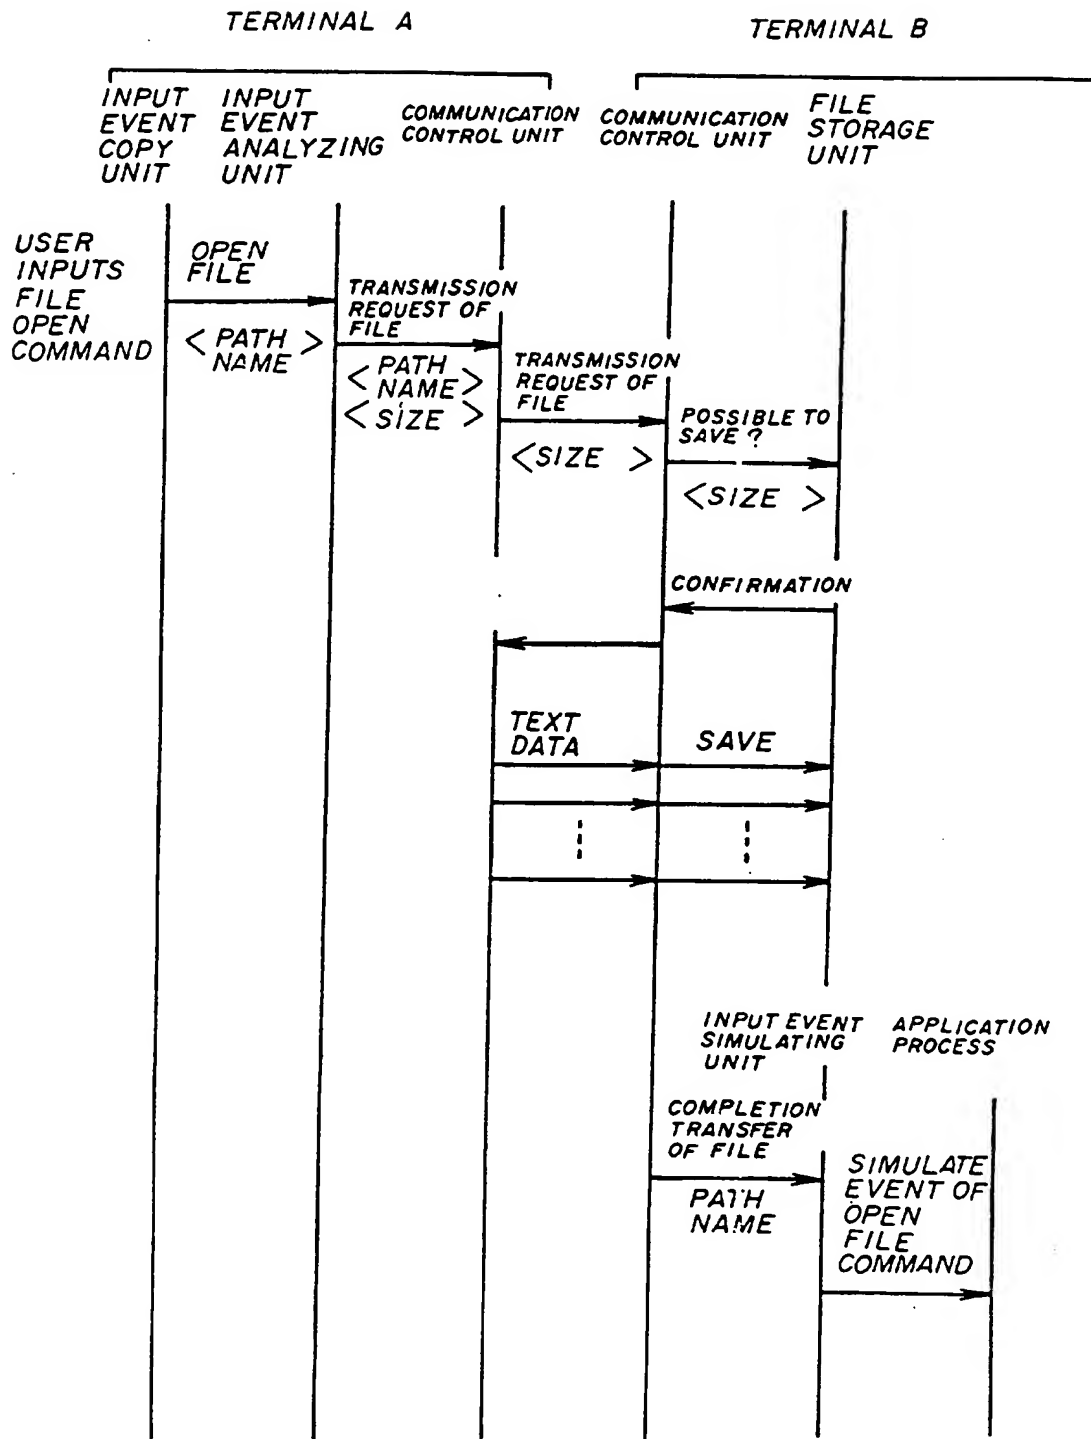 TERMINAL A
TERMINAL B
INPUT
EVENT
COPY
UNIT
INPUT
EVENT
ANALYZING
UNIT
COMMUNICATION
CONTROL UNIT
COMMUNICATION
CONTROL UNIT
FILE
STORAGE
UNIT
USER
INPUTS
FILE
OPEN
COMMAND
OPEN
FILE
<PATH
NAME>
TRANSMISSION
REQUEST OF
FILE
<PATH
NAME>
<SIZE>
TRANSMISSION
REQUEST OF
FILE
<SIZE>
POSSIBLE TO
SAVE ?
<SIZE>
CONFIRMATION
TEXT
DATA
SAVE
INPUT EVENT
SIMULATING
UNIT
APPLICATION
PROCESS
COMPLETION
TRANSFER
OF FILE
PATH
NAME
SIMULATE
EVENT OF
OPEN
FILE
COMMAND